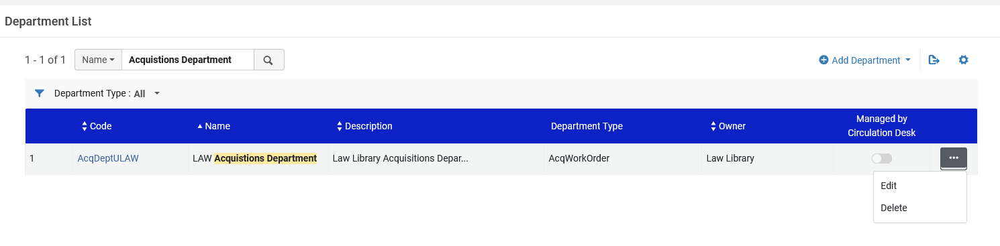 Department List
1 - 1 of 1 Name Acquistions Department Add Department
Department Type : All
Code Name Description Department Type Owner Managed by Circulation Desk
1 AcqDeptULAW LAW Acquistions Department Law Library Acquisitions Depar... AcqWorkOrder Law Library
Edit
Delete